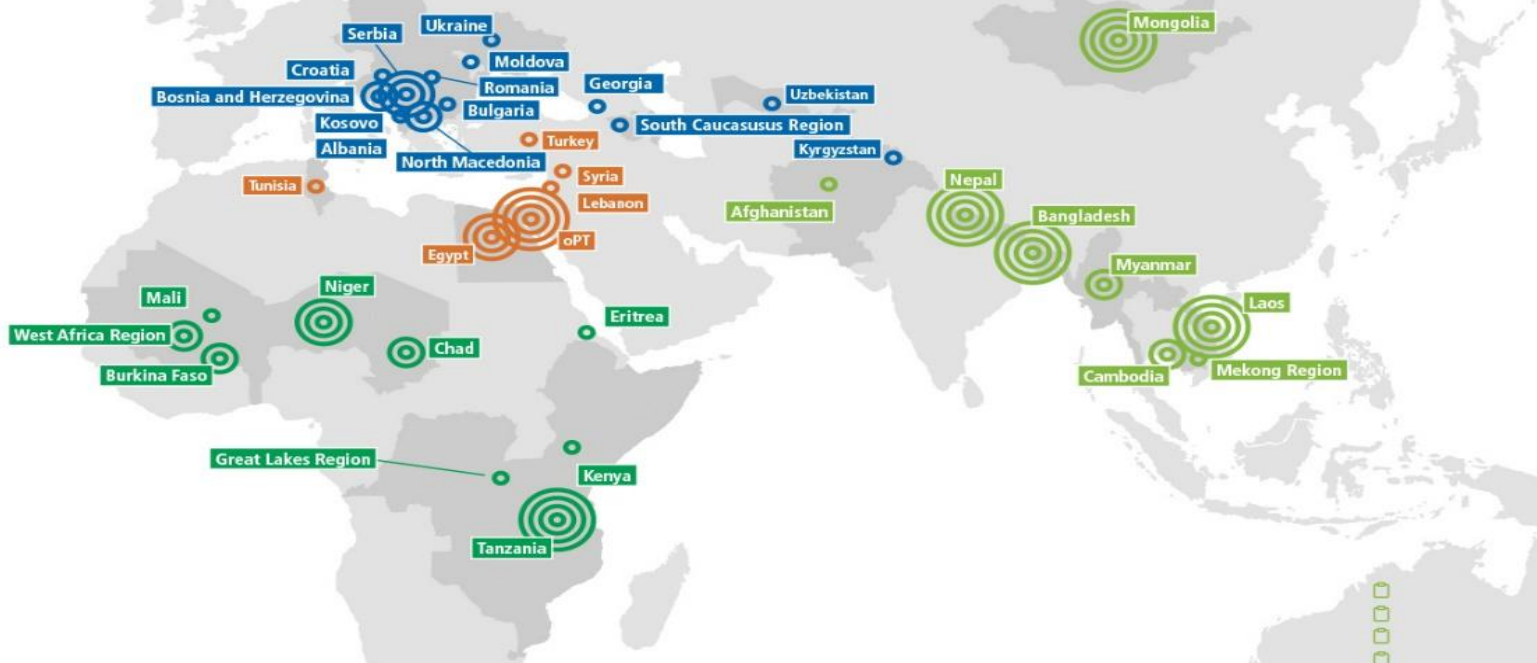 Mongolia
Ukraine
Serbia
Moldova
Croatia
Romania
Georgia
Bosnia and Herzegovina
Uzbekistan
Bulgaria
Kosovo
South Caucasusus Region
Turkey
Albania
Kyrgyzstan
North Macedonia
Syria
Nepal
Tunisia
Lebanon
Afghanistan
Bangladesh
oPT
Egypt
Myanmar
Niger
Mali
Laos
Eritrea
West Africa Region
Chad
Burkina Faso
Mekong Region
Cambodia
Great Lakes Region
Kenya
Tanzania